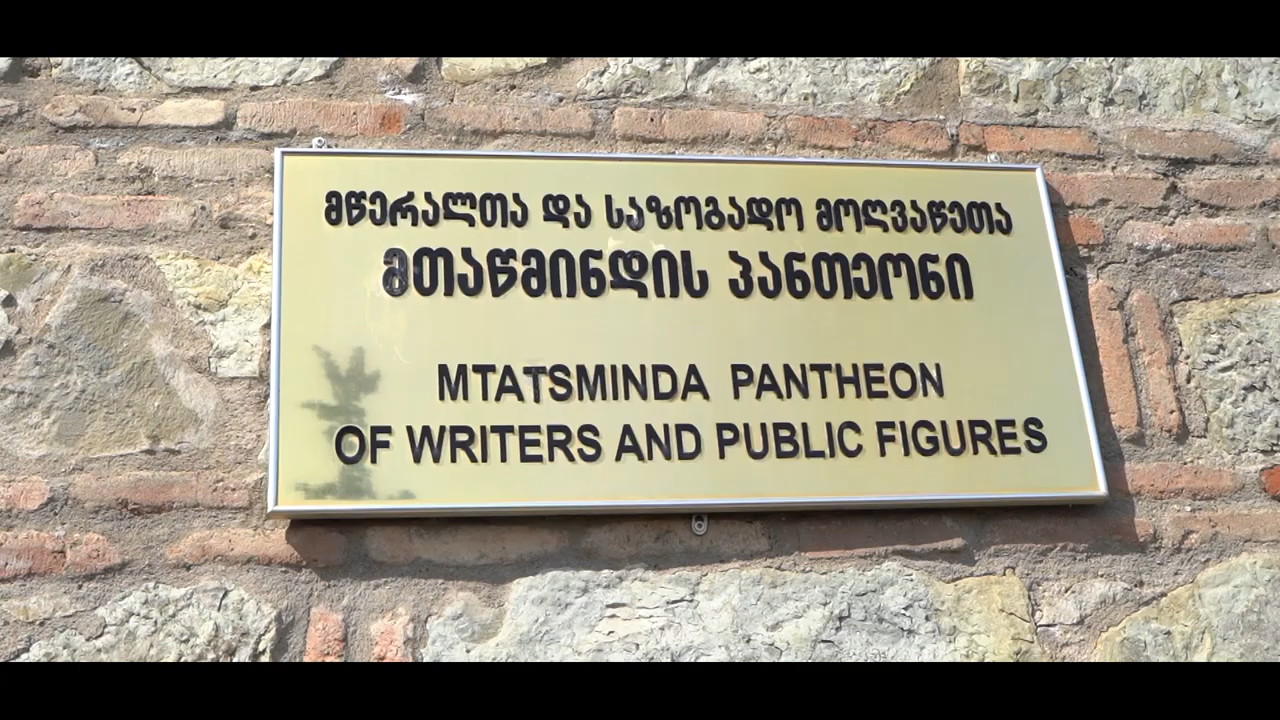 მწერალთა და საზოგადო მოღვაწეთა
მთაწმინდის პანთეონი
MTATSMINDA PANTHEON
OF WRITERS AND PUBLIC FIGURES